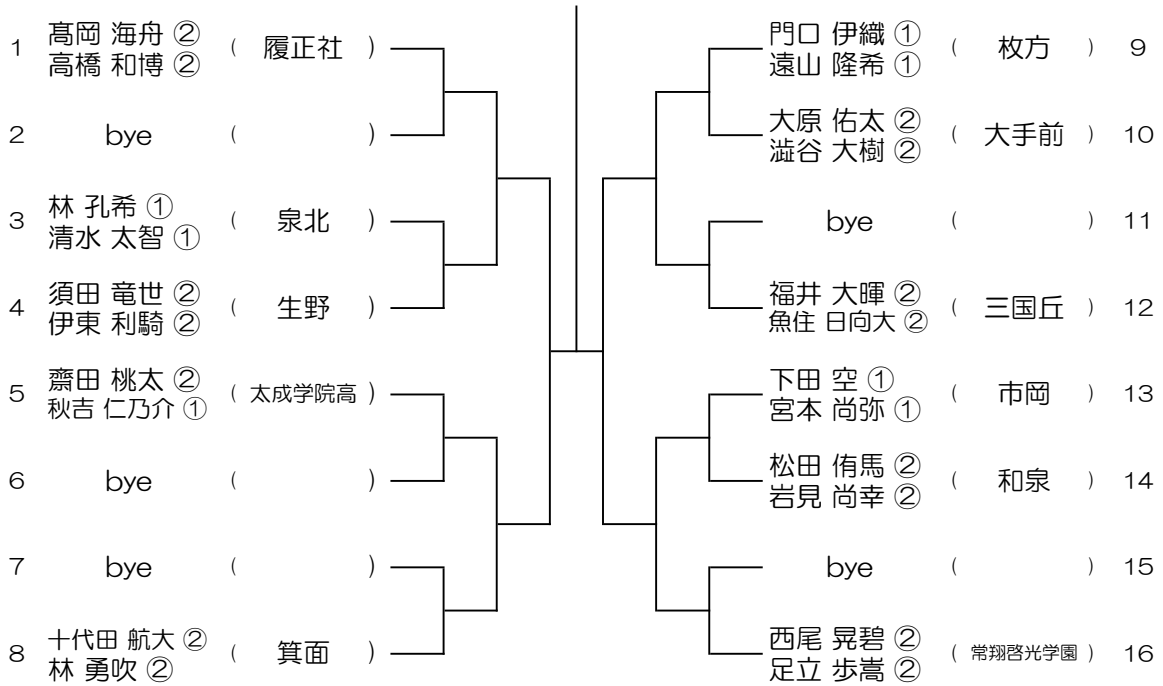 1 髙岡 海舟 ② ( 履正社 )
高橋 和博 ②
2 bye ( )
3 林 孔希 ① ( 泉北 )
清水 太智 ①
4 須田 竜世 ② ( 生野 )
伊東 利騎 ②
5 齋田 桃太 ② ( 太成学院高 )
秋吉 仁乃介 ①
6 bye ( )
7 bye ( )
8 十代田 航大 ② ( 箕面 )
林 勇吹 ②
門口 伊織 ① ( 枚方 ) 9
遠山 隆希 ①
大原 佑太 ② ( 大手前 ) 10
澁谷 大樹 ②
bye ( ) 11
福井 大暉 ② ( 三国丘 ) 12
魚住 日向大 ②
下田 空 ① ( 市岡 ) 13
宮本 尚弥 ①
松田 侑馬 ② ( 和泉 ) 14
岩見 尚幸 ②
bye ( ) 15
西尾 晃碧 ② ( 常翔啓光学園 ) 16
足立 歩嵩 ②